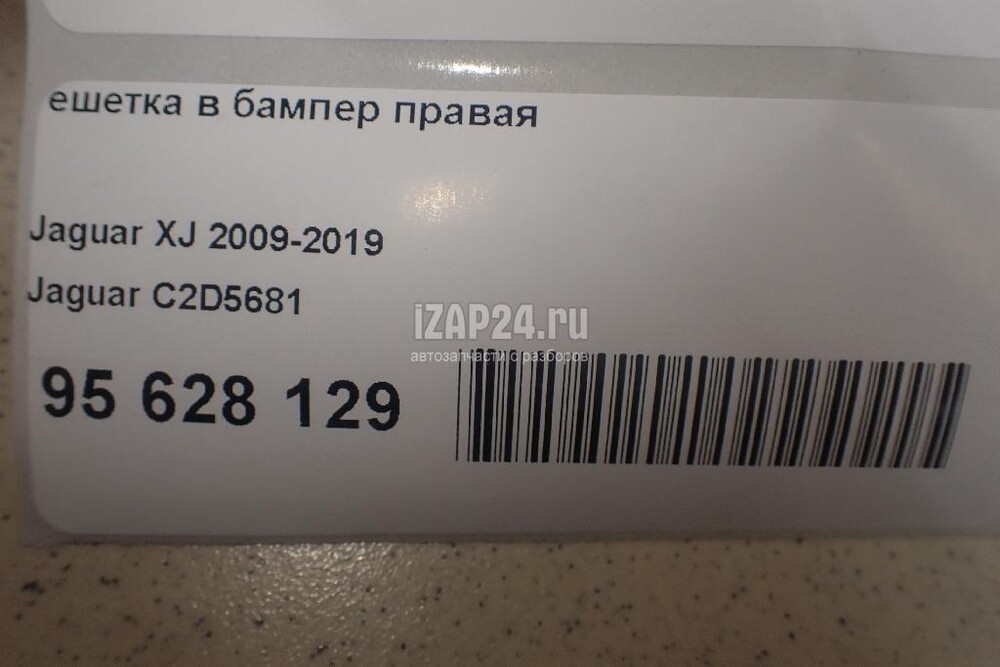 ешетка в бампер правая
Jaguar XJ 2009-2019
Jaguar C2D5681
iZAP24.ru
автозапчасти с разборов
95 628 129